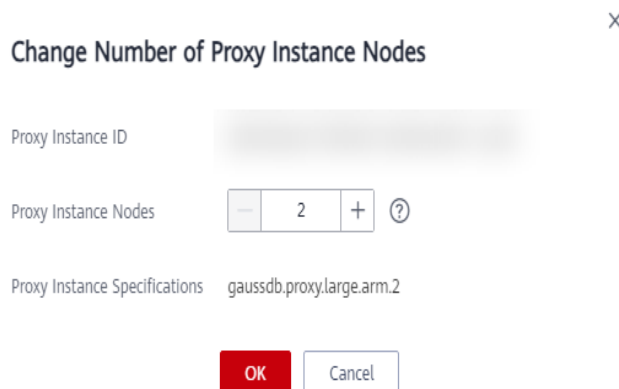 Change Number of Proxy Instance Nodes
Proxy Instance ID
Proxy Instance Nodes — 2 + ?
Proxy Instance Specifications gaussdb.proxy.large.arm.2
OK Cancel